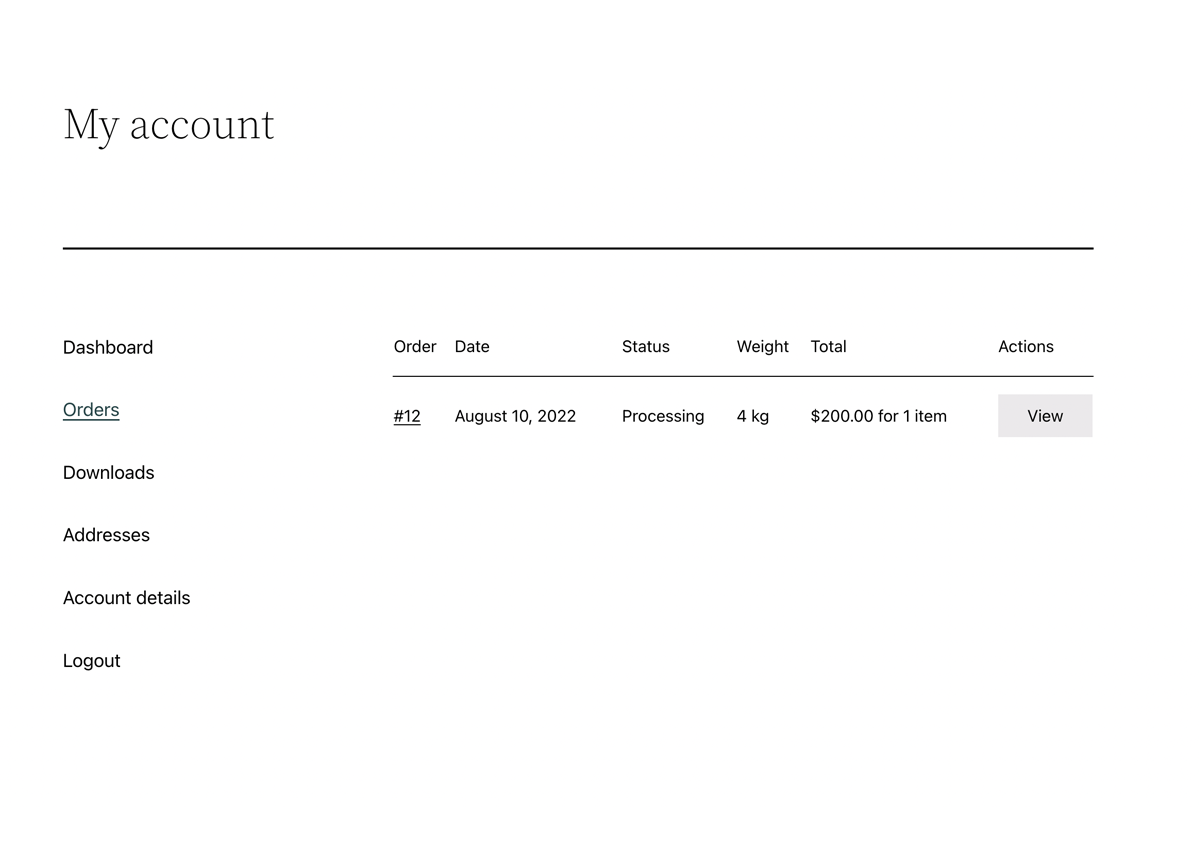 My account
Dashboard
Orders
Downloads
Addresses
Account details
Logout
Order Date Status Weight Total Actions
#12 August 10, 2022 Processing 4 kg $200.00 for 1 item View